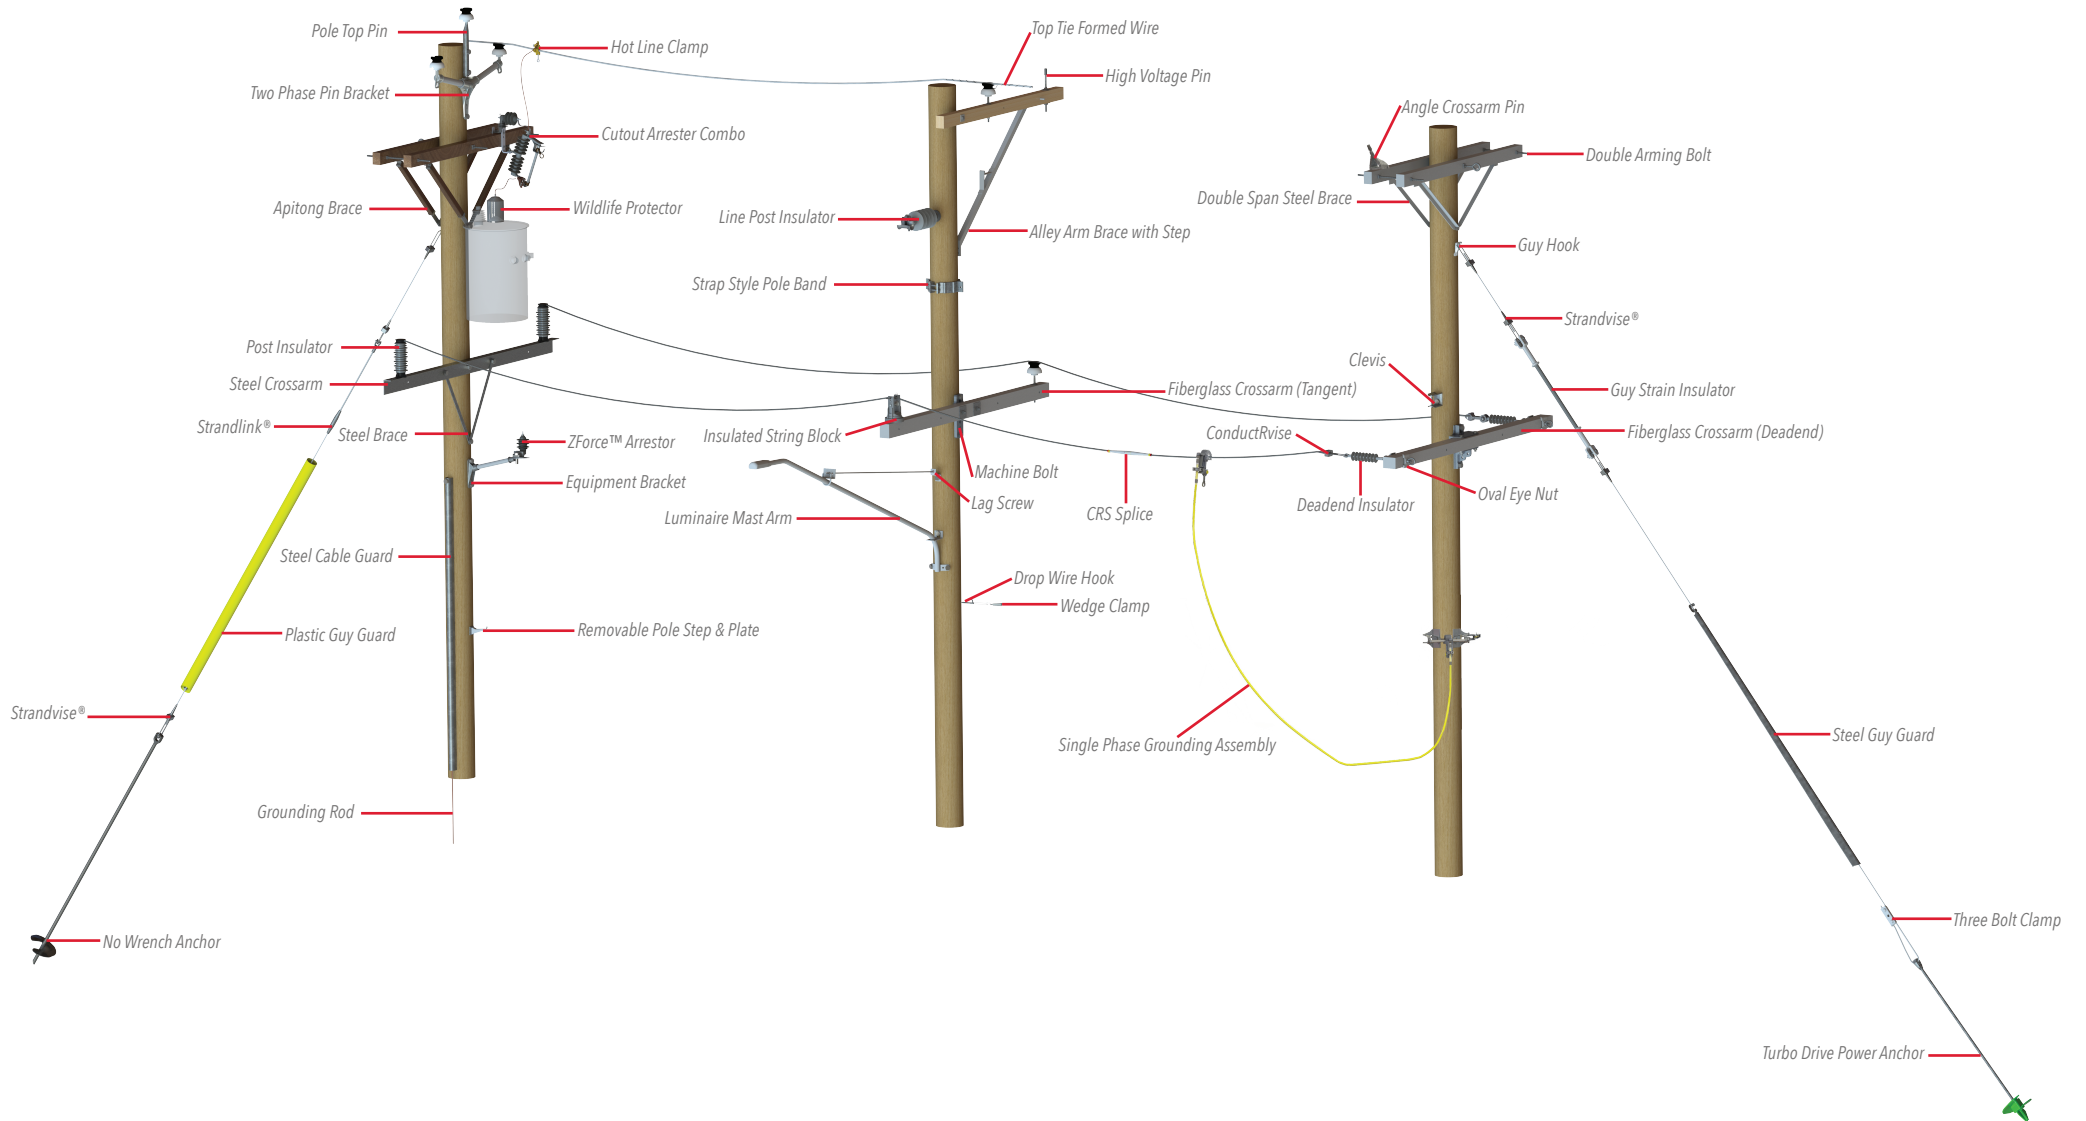 Pole Top Pin
Hot Line Clamp
Two Phase Pin Bracket
Cutout Arrester Combo
Apitong Brace
Wildlife Protector
Post Insulator
Steel Crossarm
Strandlink®
Steel Brace
ZForce™ Arrestor
Equipment Bracket
Steel Cable Guard
Plastic Guy Guard
Removable Pole Step & Plate
Strandvise®
Grounding Rod
No Wrench Anchor
Top Tie Formed Wire
High Voltage Pin
Line Post Insulator
Alley Arm Brace with Step
Strap Style Pole Band
Fiberglass Crossarm (Tangent)
Insulated String Block
Machine Bolt
Lag Screw
Luminaire Mast Arm
Drop Wire Hook
Wedge Clamp
CRS Splice
Single Phase Grounding Assembly
Angle Crossarm Pin
Double Arming Bolt
Double Span Steel Brace
Guy Hook
Strandvise®
Clevis
Guy Strain Insulator
ConductRvise
Fiberglass Crossarm (Deadend)
Deadend Insulator
Oval Eye Nut
Steel Guy Guard
Three Bolt Clamp
Turbo Drive Power Anchor